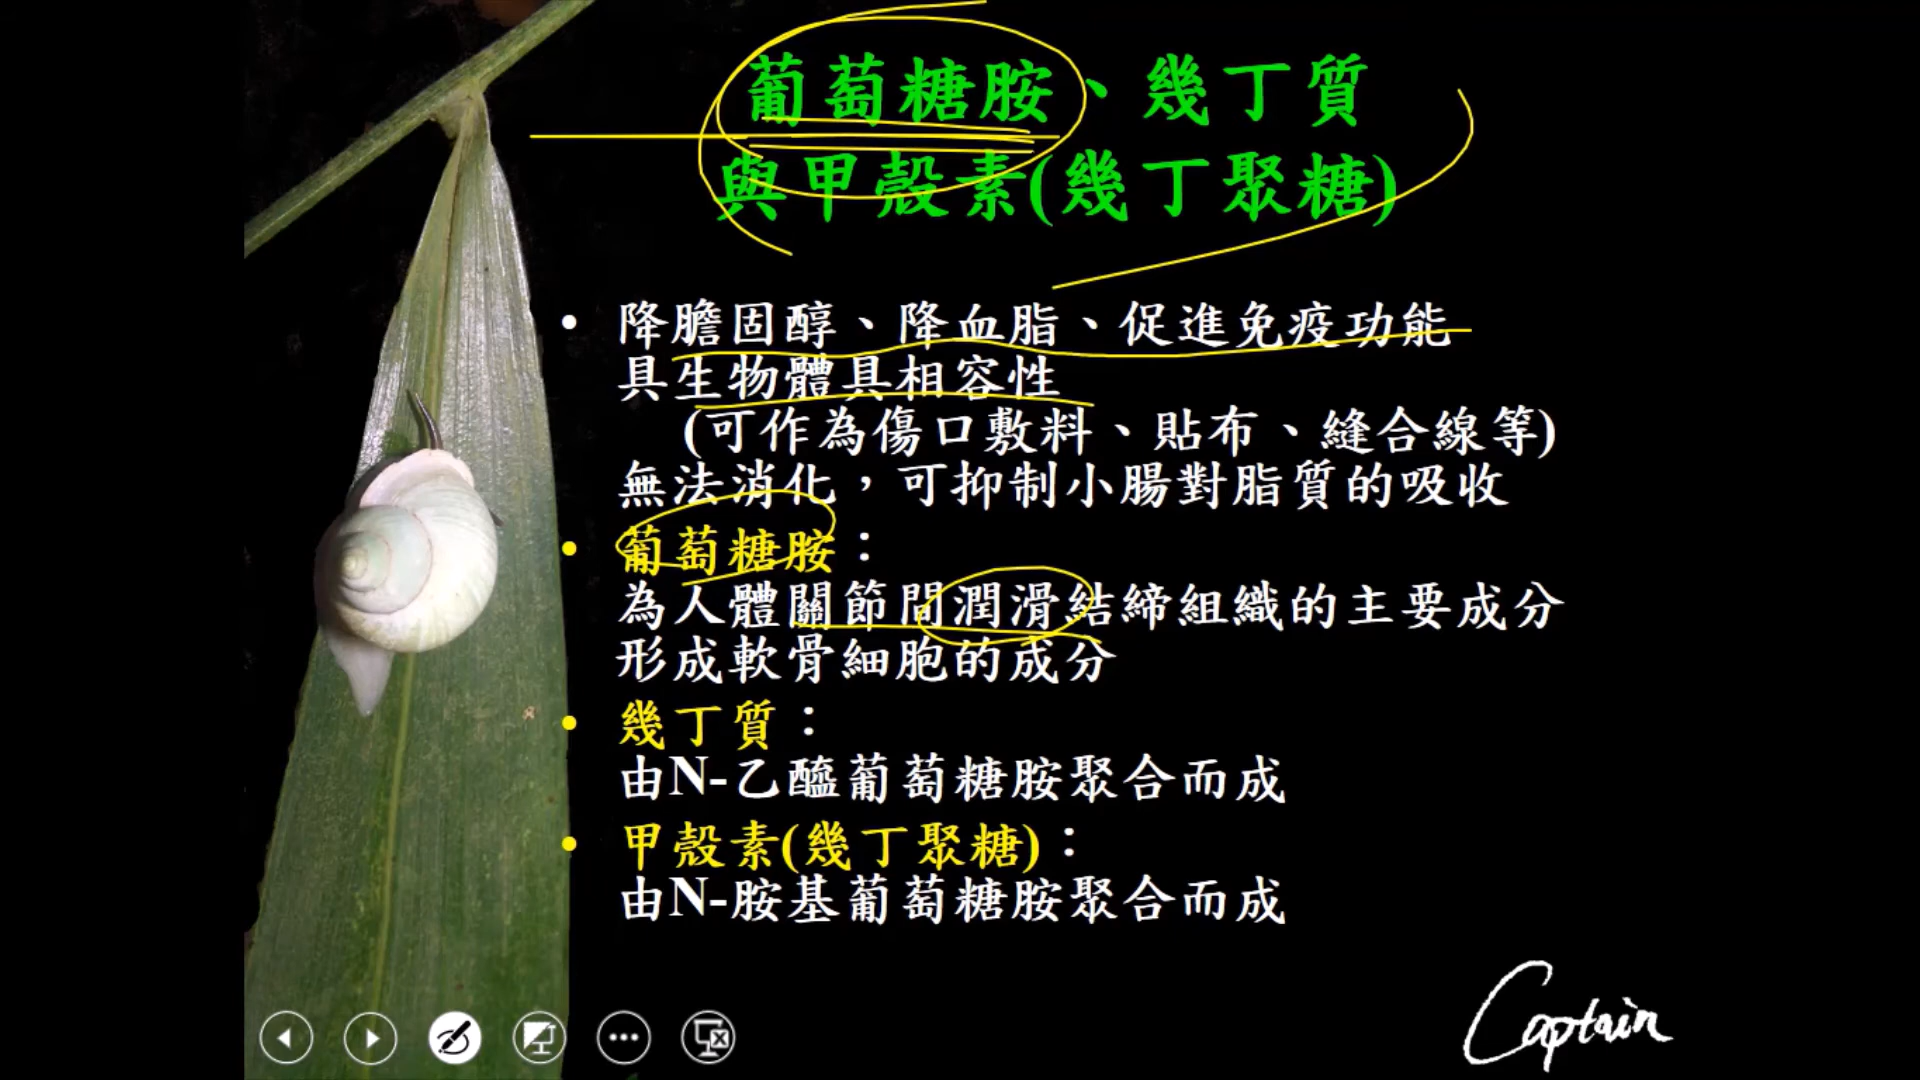 葡萄糖胺、幾丁質
與甲殼素(幾丁聚糖)
• 降膽固醇、降血脂、促進免疫功能
具生物體具相容性
(可作為傷口敷料、貼布、縫合線等)
無法消化，可抑制小腸對脂質的吸收
• 葡萄糖胺：
為人體關節間潤滑結締組織的主要成分
形成軟骨細胞的成分
• 幾丁質：
由N-乙醯葡萄糖胺聚合而成
• 甲殼素(幾丁聚糖)：
由N-胺基葡萄糖胺聚合而成
Captain